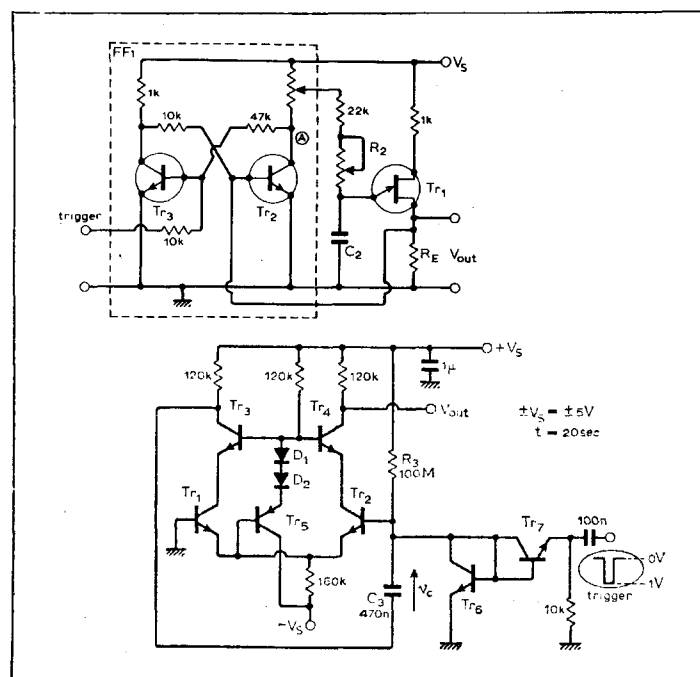 FF1
VS
1k
10k
47k
A
22k
R2
1k
Tr3
Tr2
Tr1
trigger
10k
C2
RE
Vout
+VS
120k
120k
120k
1μ
Tr3
Tr4
Vout
±VS = ±5V
t = 20sec
D1
D2
R3
100M
Tr1
Tr5
Tr2
Tr7
100n
160k
C3
470n
vc
Tr6
10k
0V
1V
trigger
-VS